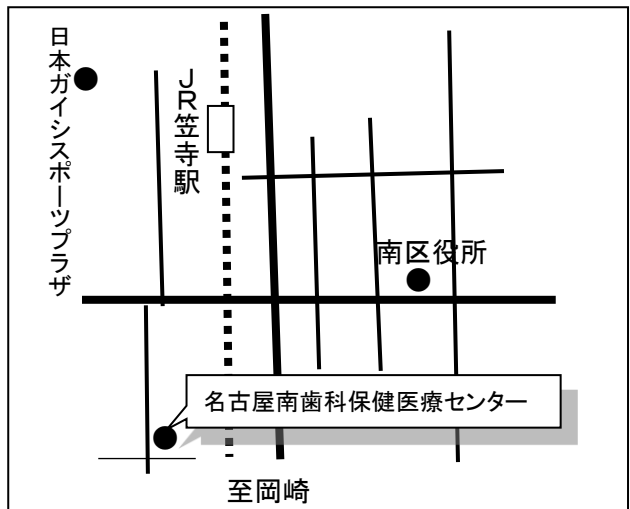 日本ガイシスポーツプラザ
JR笠寺駅
南区役所
名古屋南歯科保健医療センター
至岡崎